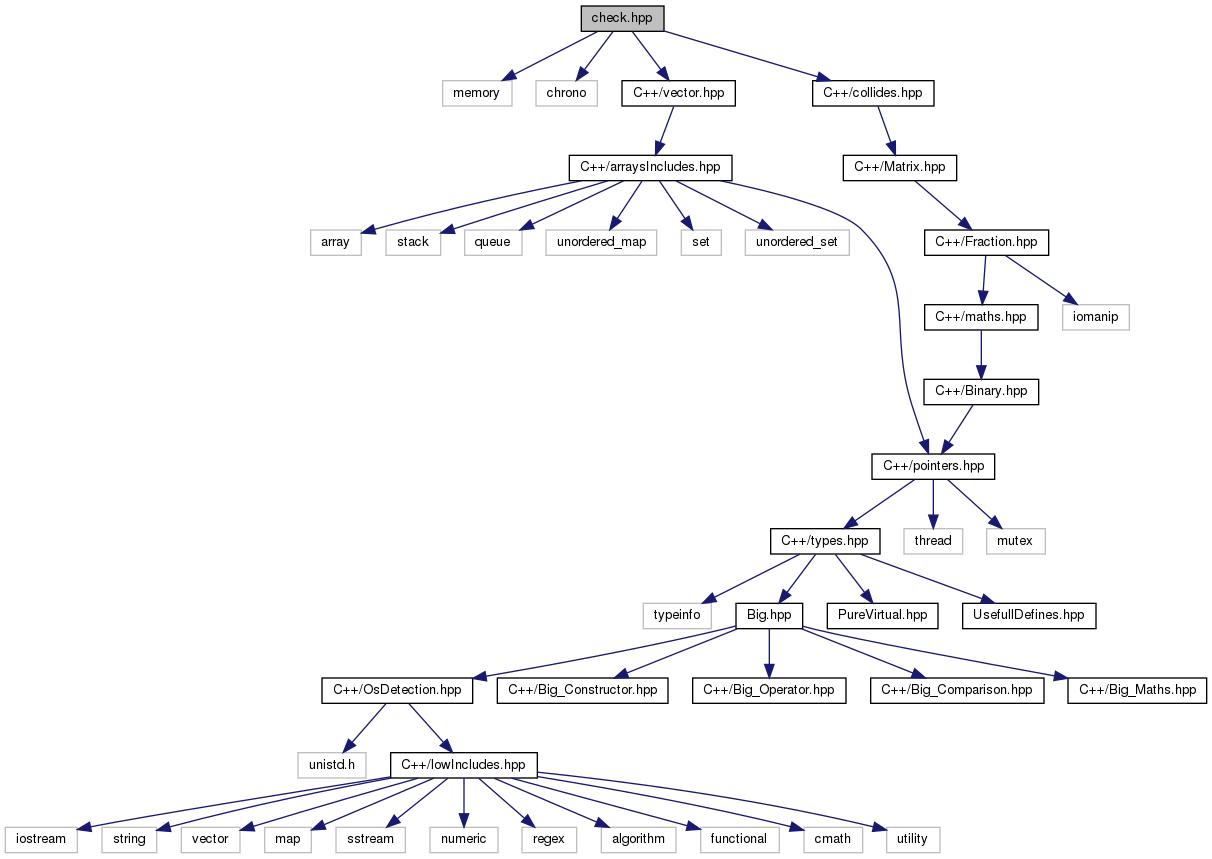 check.hpp
memory
chrono
C++/vector.hpp
C++/collides.hpp
C++/arraysIncludes.hpp
C++/Matrix.hpp
array
stack
queue
unordered_map
set
unordered_set
C++/Fraction.hpp
C++/maths.hpp
iomanip
C++/Binary.hpp
C++/pointers.hpp
C++/types.hpp
thread
mutex
typeinfo
Big.hpp
PureVirtual.hpp
UsefullDefines.hpp
C++/OsDetection.hpp
C++/Big_Constructor.hpp
C++/Big_Operator.hpp
C++/Big_Comparison.hpp
C++/Big_Maths.hpp
unistd.h
C++/lowIncludes.hpp
iostream
string
vector
map
sstream
numeric
regex
algorithm
functional
cmath
utility